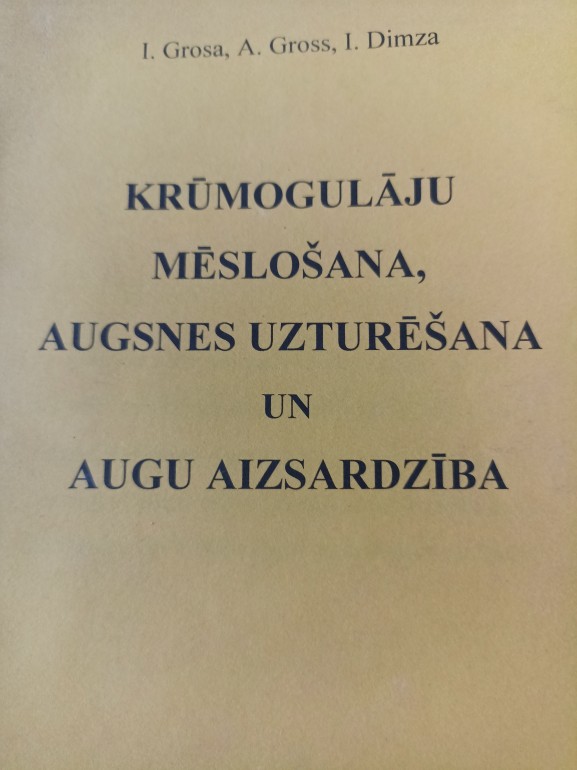 I. Grosa, A. Gross, I. Dimza
KRŪMOGULĀJU
MĒSLOŠANA,
AUGSNES UZTURĒŠANA
UN
AUGU AIZSARDZĪBA